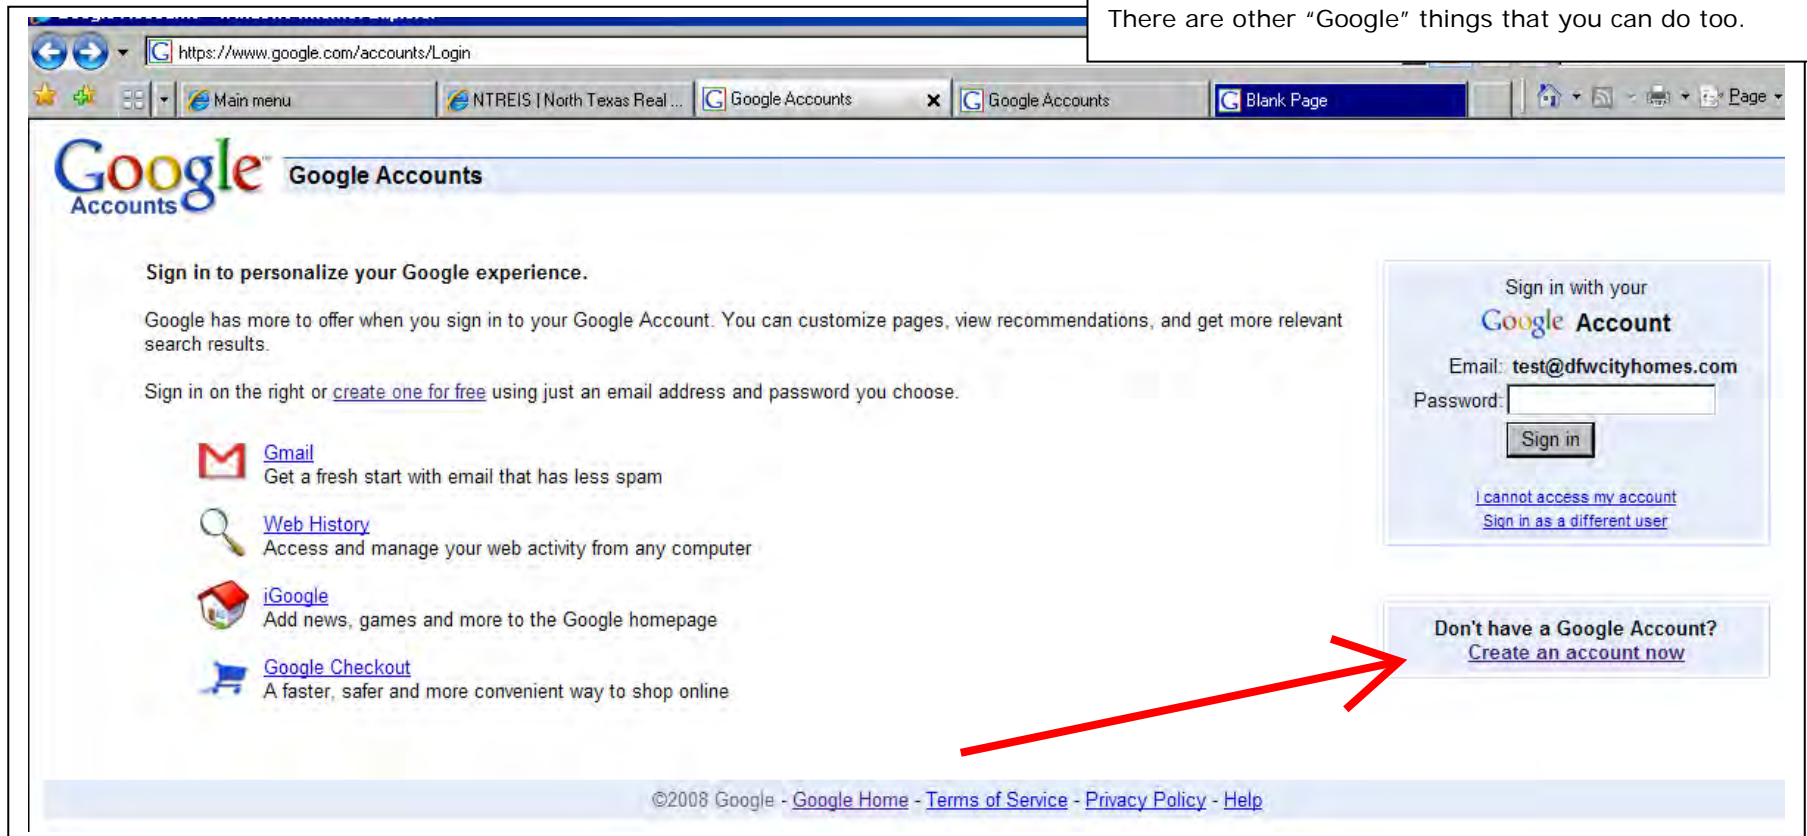 There are other “Google” things that you can do too.
https://www.google.com/accounts/Login
Main menu
NTREIS | North Texas Real ...
Google Accounts
Google Accounts
Blank Page
Page
Google™
Accounts
Google Accounts
Sign in to personalize your Google experience.
Google has more to offer when you sign in to your Google Account. You can customize pages, view recommendations, and get more relevant
search results.
Sign in on the right or create one for free using just an email address and password you choose.
Gmail
Get a fresh start with email that has less spam
Web History
Access and manage your web activity from any computer
iGoogle
Add news, games and more to the Google homepage
Google Checkout
A faster, safer and more convenient way to shop online
Sign in with your
Google Account
Email: test@dfwcityhomes.com
Password:
Sign in
I cannot access my account
Sign in as a different user
Don't have a Google Account?
Create an account now
©2008 Google - Google Home - Terms of Service - Privacy Policy - Help